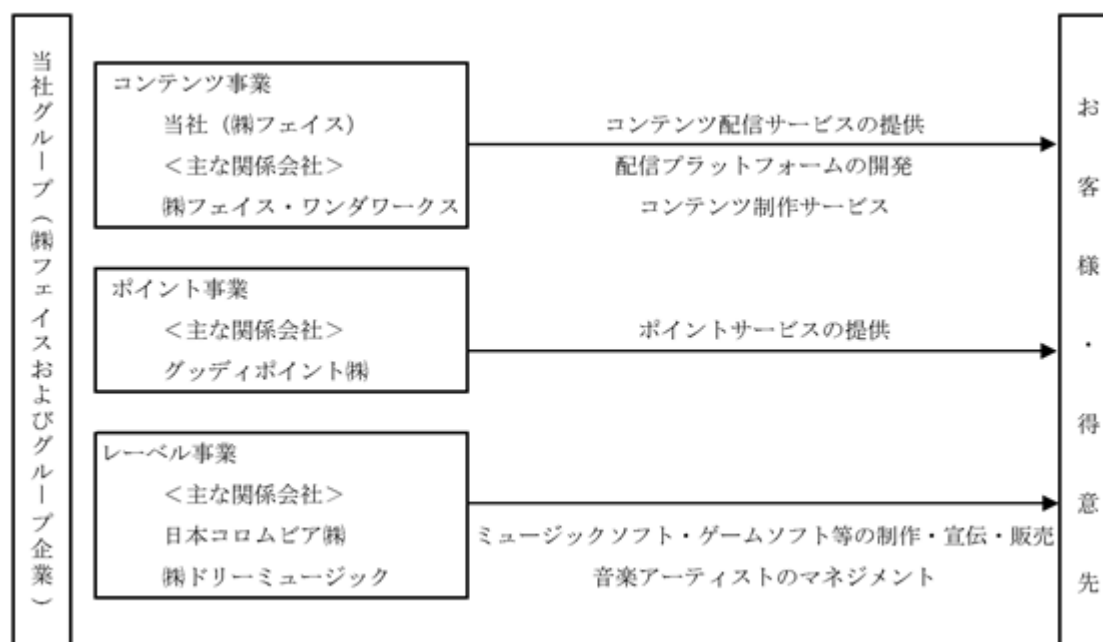 当社グループ(㈱フェイスおよびグループ企業)
コンテンツ事業
当社(㈱フェイス)
<主な関係会社>
㈱フェイス・ワンダワークス
コンテンツ配信サービスの提供
配信プラットフォームの開発
コンテンツ制作サービス
ポイント事業
<主な関係会社>
グッディポイント㈱
ポイントサービスの提供
レーベル事業
<主な関係会社>
日本コロムビア㈱
㈱ドリーミュージック
ミュージックソフト・ゲームソフト等の制作・宣伝・販売
音楽アーティストのマネジメント
お客様・得意先